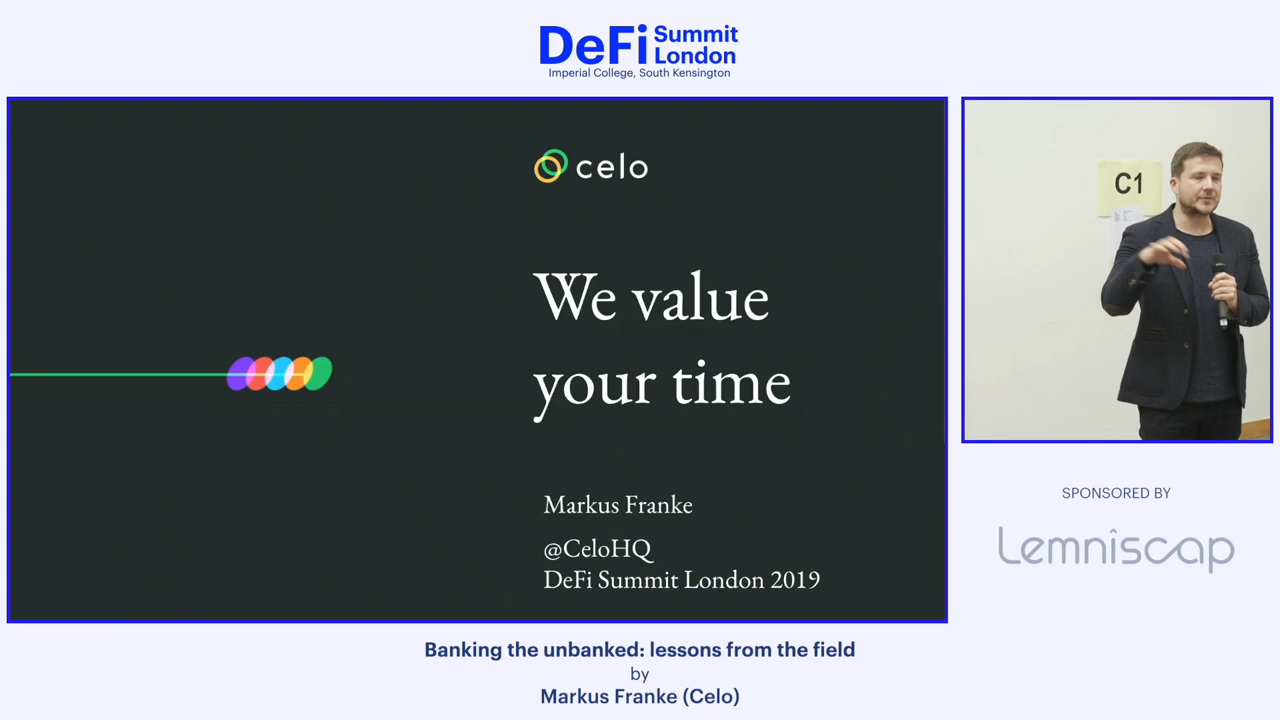 DeFi Summit
London
Imperial College, South Kensington
celo
We value
your time
Markus Franke
@CeloHQ
DeFi Summit London 2019
C1
SPONSORED BY
Lemniscap
Banking the unbanked: lessons from the field
by
Markus Franke (Celo)